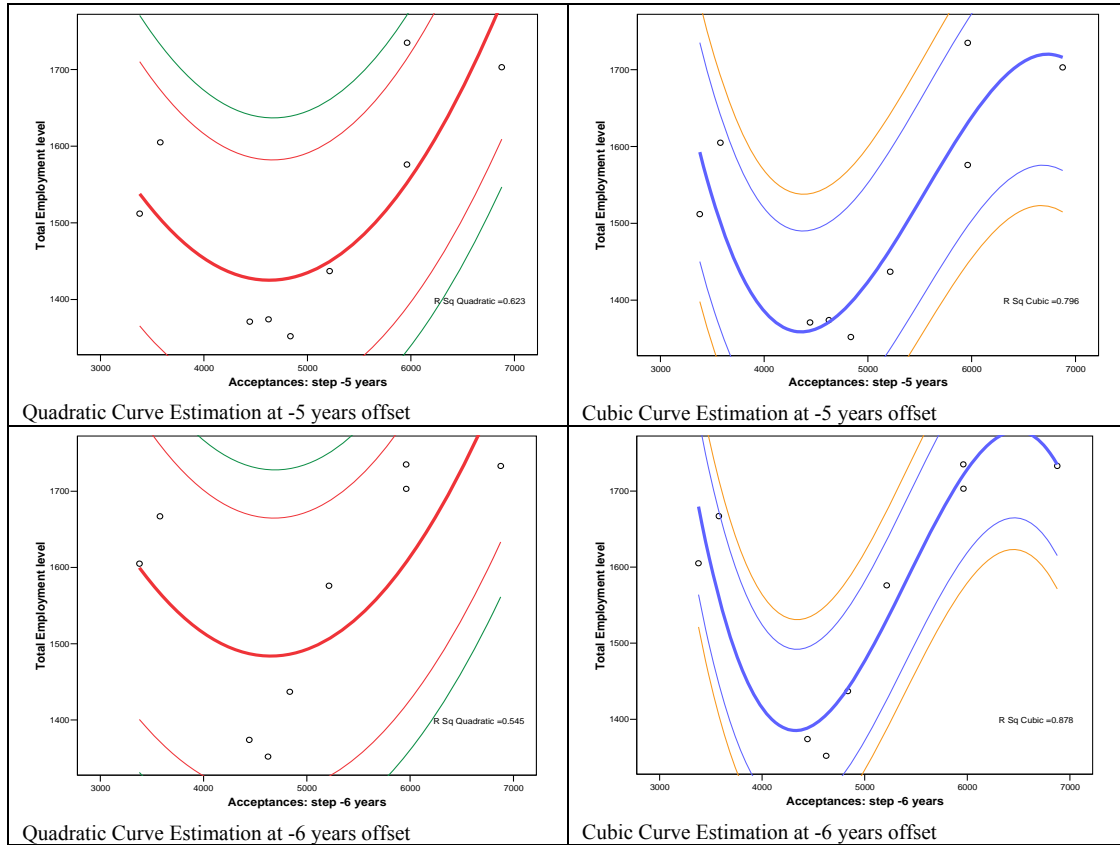 1700
1600
1500
1400
Total Employment level
R Sq Quadratic =0.623
3000 4000 5000 6000 7000
Acceptances: step -5 years
Quadratic Curve Estimation at -5 years offset
1700
1600
1500
1400
Total Employment level
R Sq Cubic =0.796
3000 4000 5000 6000 7000
Acceptances: step -5 years
Cubic Curve Estimation at -5 years offset
1700
1600
1500
1400
Total Employment level
R Sq Quadratic =0.545
3000 4000 5000 6000 7000
Acceptances: step -6 years
Quadratic Curve Estimation at -6 years offset
1700
1600
1500
1400
Total Employment level
R Sq Cubic =0.878
3000 4000 5000 6000 7000
Acceptances: step -6 years
Cubic Curve Estimation at -6 years offset